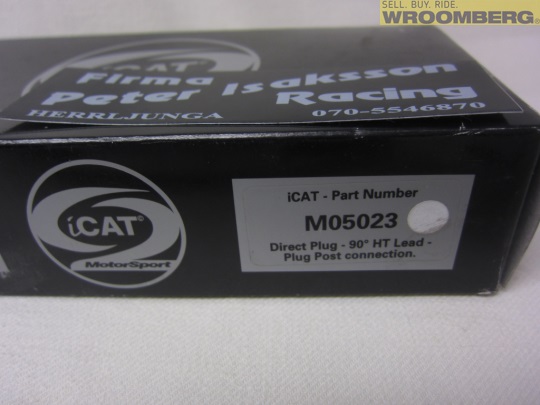 SELL. BUY. RIDE.
WROOMBERG
iCAT©
Firma
Peter Isaksson
Racing
HERRLJUNGA 070-5546870
iCAT©
MotorSport
iCAT - Part Number
M05023
Direct Plug - 90° HT Lead -
Plug Post connection.